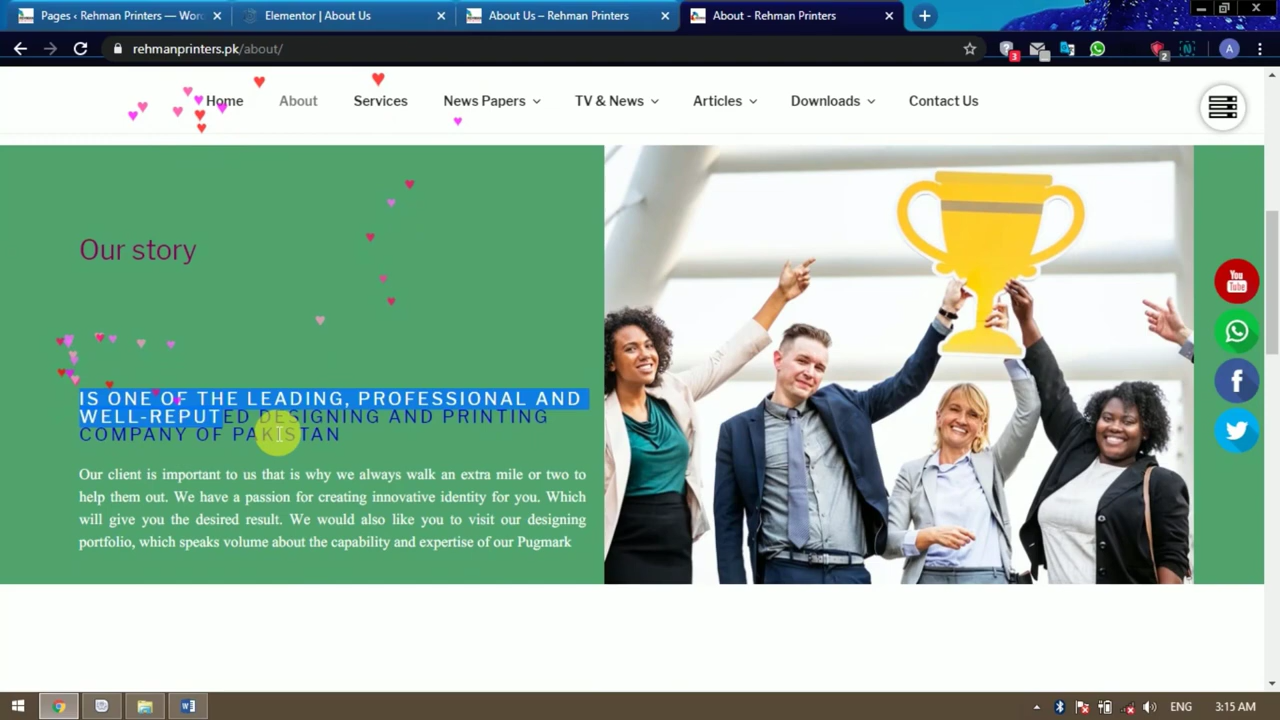 Pages ‹ Rehman Printers — Word
Elementor | About Us
About Us – Rehman Printers
About - Rehman Printers
rehmanprinters.pk/about/
3
2
A
Home
About
Services
News Papers
TV & News
Articles
Downloads
Contact Us
Our story
You
Tube
IS ONE OF THE LEADING, PROFESSIONAL AND
WELL-REPUTED DESIGNING AND PRINTING
COMPANY OF PAKISTAN
Our client is important to us that is why we always walk an extra mile or two to
help them out. We have a passion for creating innovative identity for you. Which
will give you the desired result. We would also like you to visit our designing
portfolio, which speaks volume about the capability and expertise of our Pugmark
ENG
3:15 AM